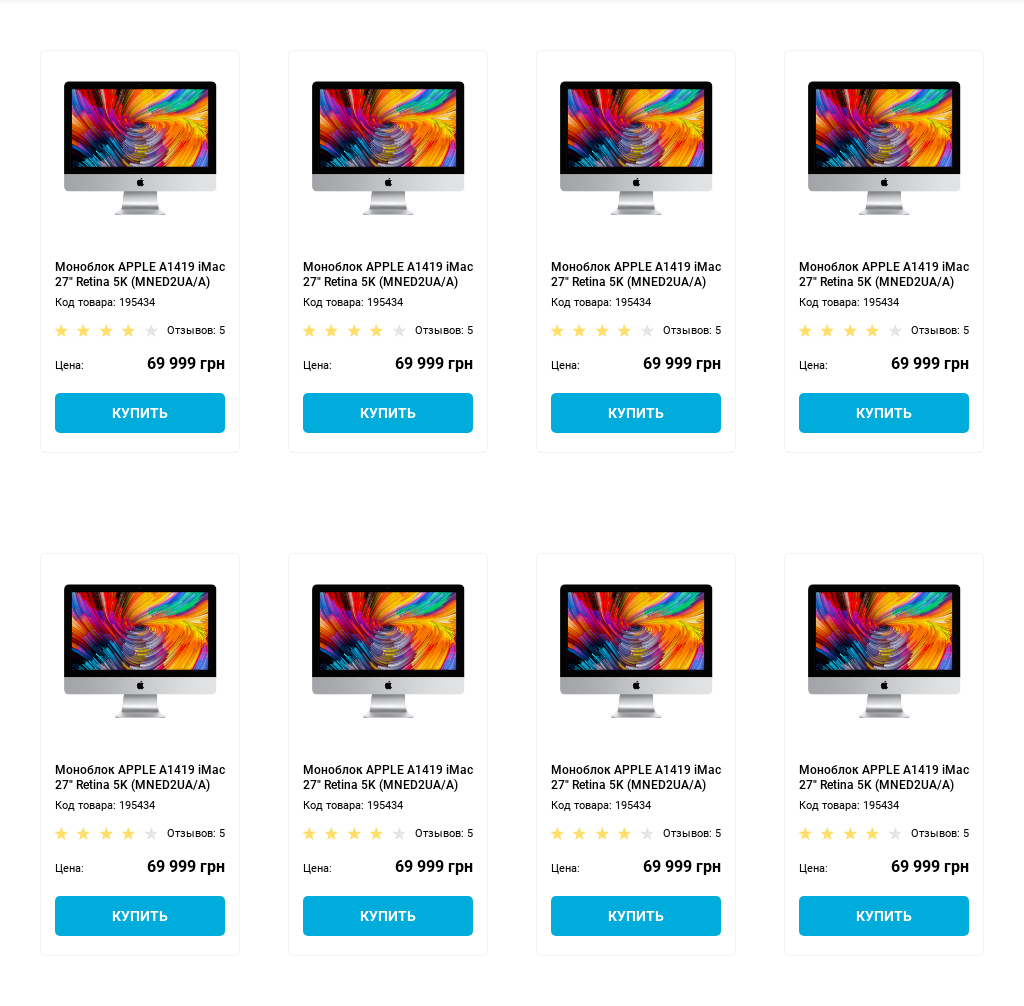 Моноблок APPLE A1419 iMac
27" Retina 5K (MNED2UA/A)
Код товара: 195434
Отзывов: 5
Цена: 69 999 грн
КУПИТЬ
Моноблок APPLE A1419 iMac
27" Retina 5K (MNED2UA/A)
Код товара: 195434
Отзывов: 5
Цена: 69 999 грн
КУПИТЬ
Моноблок APPLE A1419 iMac
27" Retina 5K (MNED2UA/A)
Код товара: 195434
Отзывов: 5
Цена: 69 999 грн
КУПИТЬ
Моноблок APPLE A1419 iMac
27" Retina 5K (MNED2UA/A)
Код товара: 195434
Отзывов: 5
Цена: 69 999 грн
КУПИТЬ
Моноблок APPLE A1419 iMac
27" Retina 5K (MNED2UA/A)
Код товара: 195434
Отзывов: 5
Цена: 69 999 грн
КУПИТЬ
Моноблок APPLE A1419 iMac
27" Retina 5K (MNED2UA/A)
Код товара: 195434
Отзывов: 5
Цена: 69 999 грн
КУПИТЬ
Моноблок APPLE A1419 iMac
27" Retina 5K (MNED2UA/A)
Код товара: 195434
Отзывов: 5
Цена: 69 999 грн
КУПИТЬ
Моноблок APPLE A1419 iMac
27" Retina 5K (MNED2UA/A)
Код товара: 195434
Отзывов: 5
Цена: 69 999 грн
КУПИТЬ